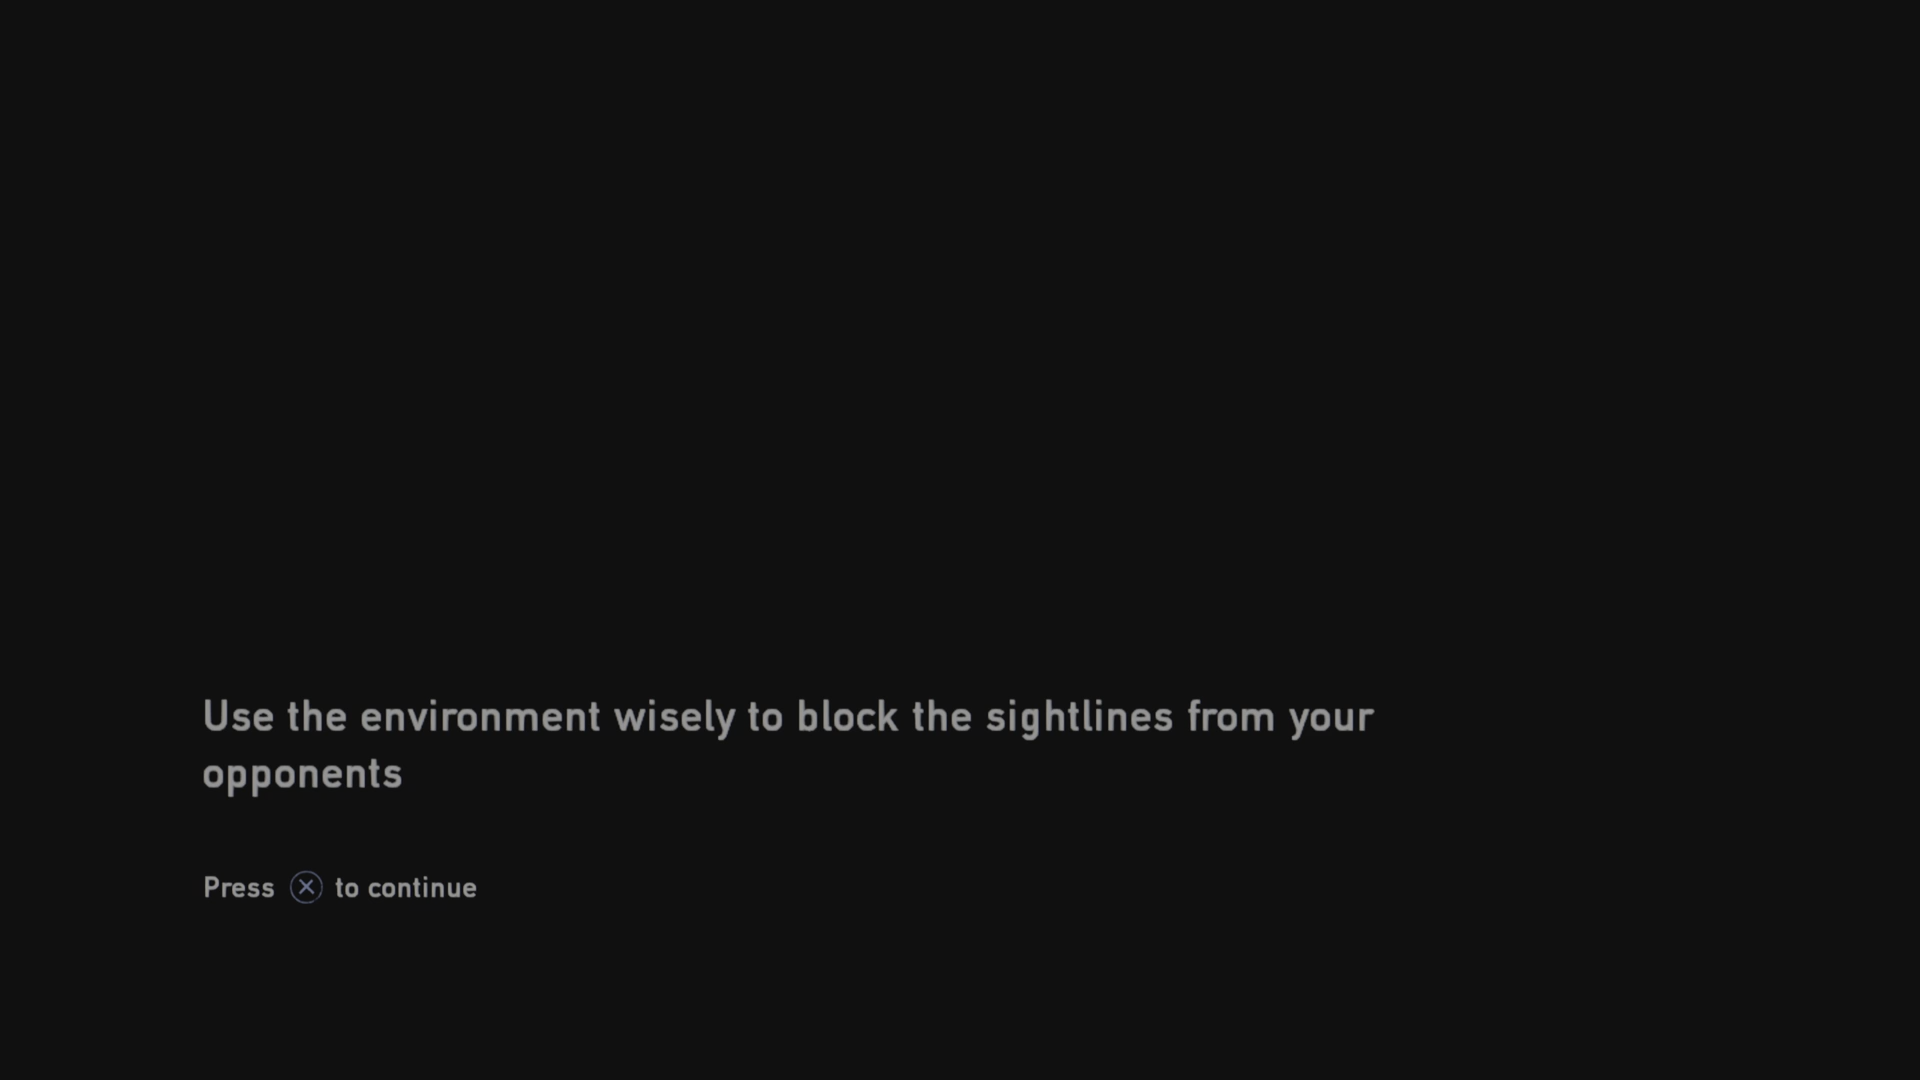 Use the environment wisely to block the sightlines from your
opponents
Press ⓧ to continue